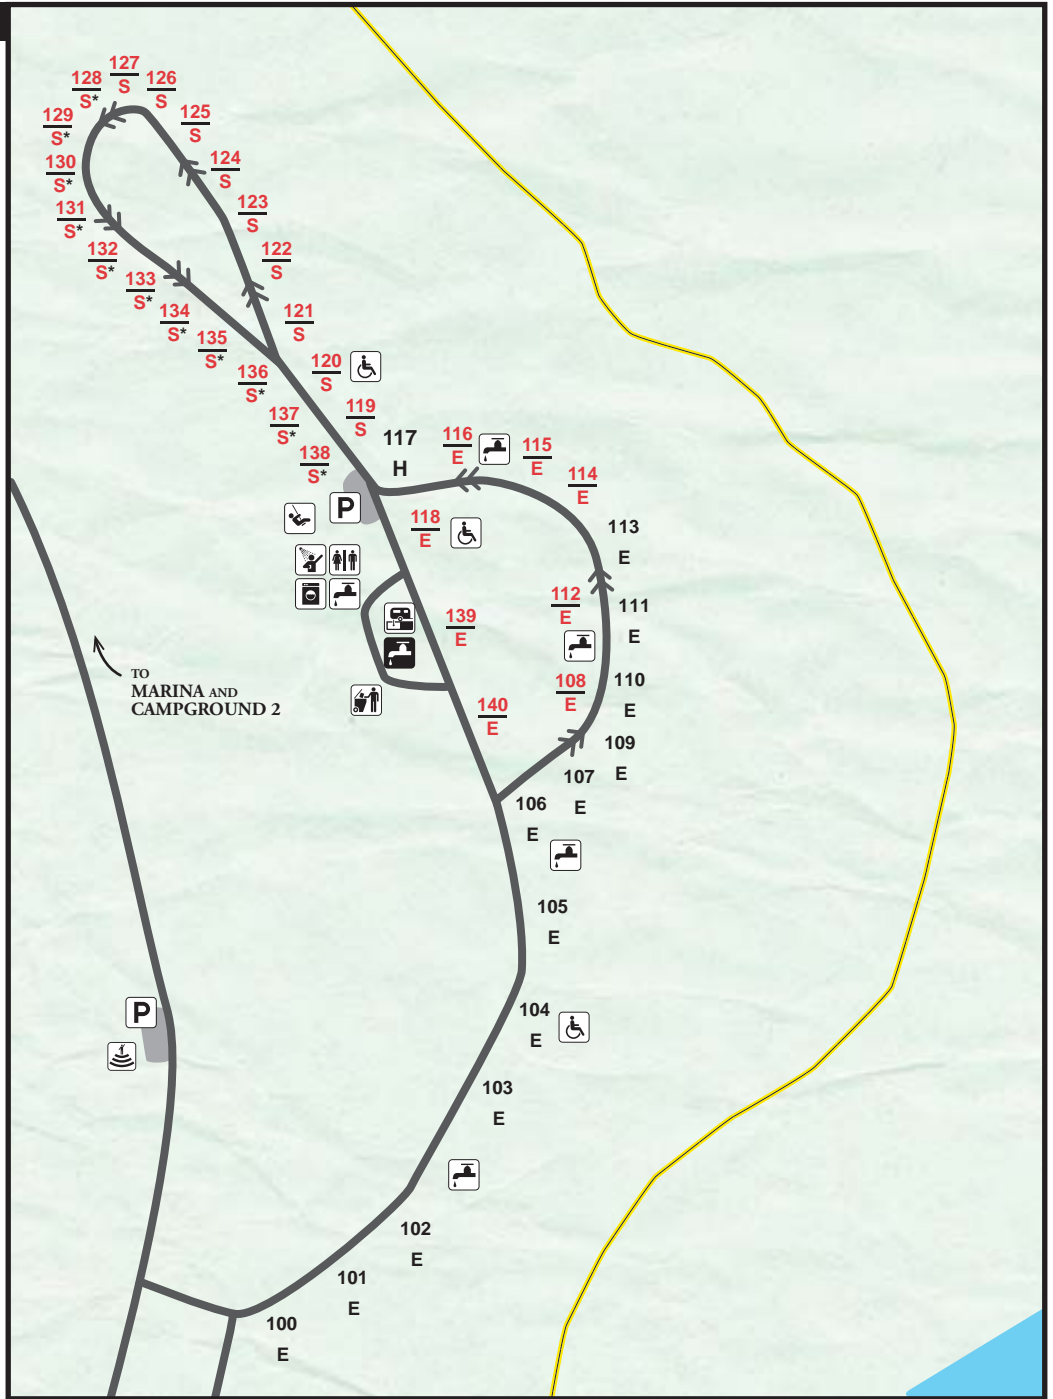 127
S
128
S*
126
S
129
S*
125
S
130
S*
124
S
131
S*
123
S
132
S*
122
S
133
S*
121
S
134
S*
135
S*
120
S
136
S*
119
S
137
S*
117
H
116
E
115
E
138
S*
114
E
P
118
E
113
E
112
E
111
E
139
E
TO
MARINA AND
CAMPGROUND 2
108
E
110
E
140
E
109
E
107
E
106
E
105
E
P
104
E
103
E
102
E
101
E
100
E